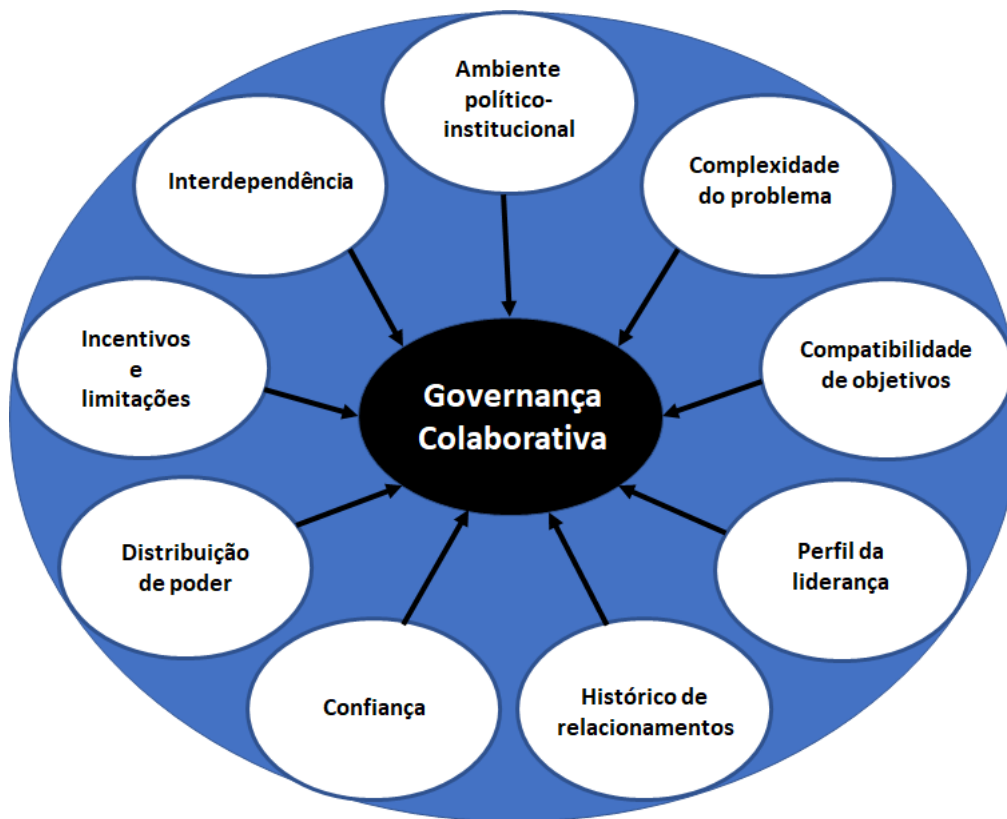 Ambiente
político-
institucional
Complexidade
do problema
Compatibilidade
de objetivos
Perfil da
liderança
Histórico de
relacionamentos
Confiança
Distribuição
de poder
Incentivos
e
limitações
Interdependência
Governança
Colaborativa